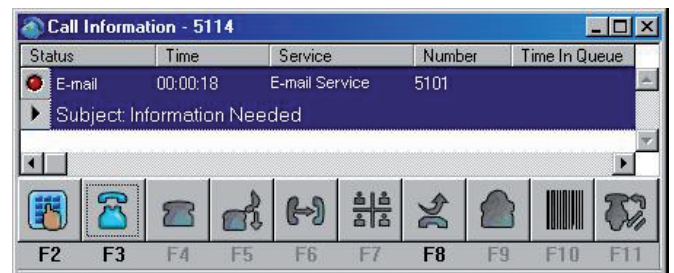 Call Information - 5114
Status Time Service Number Time In Queue
E-mail 00:00:18 E-mail Service 5101
Subject: Information Needed
F2 F3 F4 F5 F6 F7 F8 F9 F10 F11